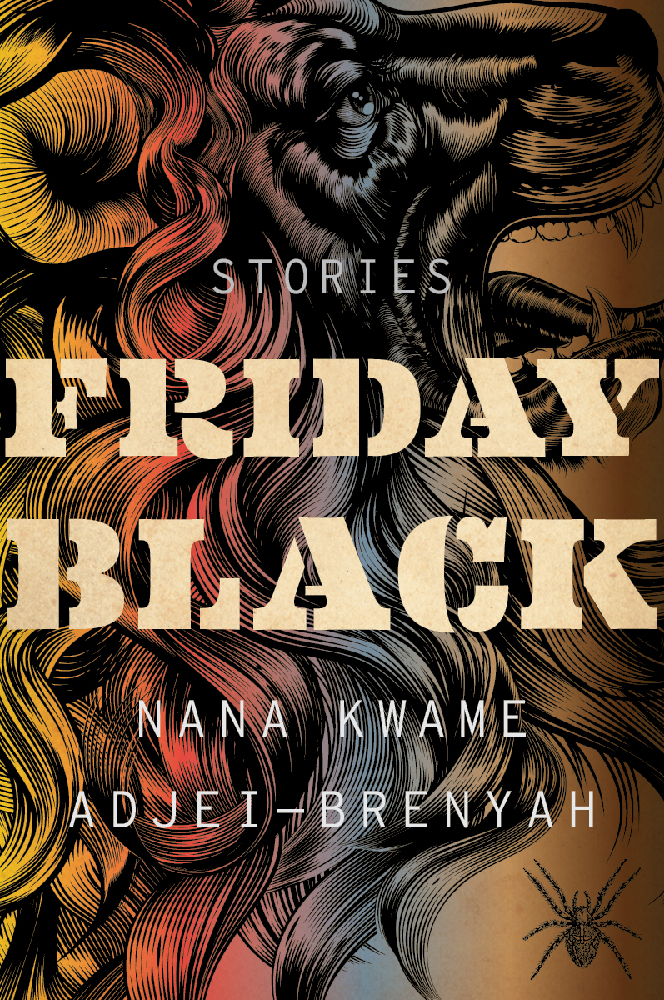 STORIES
FRIDAY
BLACK
NANA KWAME
ADJEI–BRENYAH